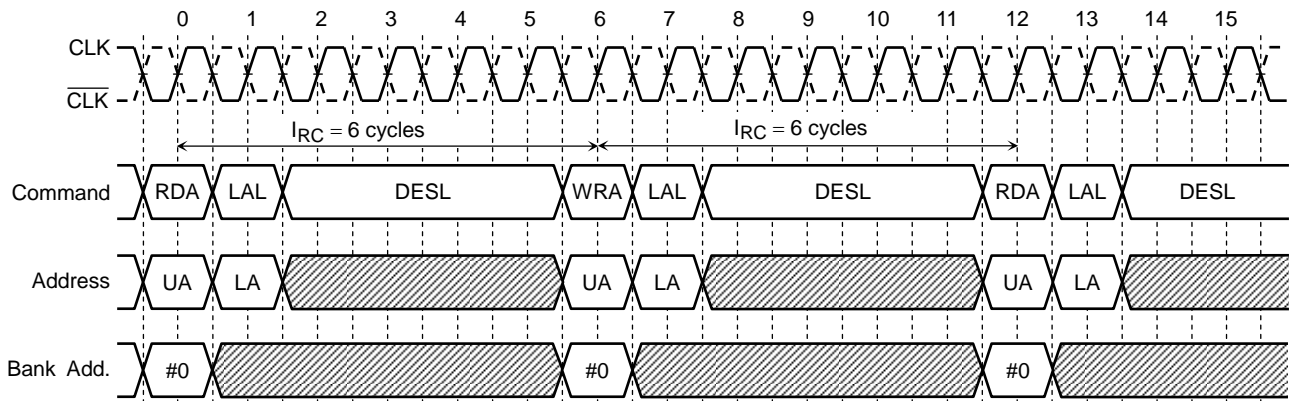 0 1 2 3 4 5 6 7 8 9 10 11 12 13 14 15
CLK
CLK
IRC = 6 cycles IRC = 6 cycles
Command RDA LAL DESL WRA LAL DESL RDA LAL DESL
Address UA LA UA LA UA LA
Bank Add. #0 #0 #0